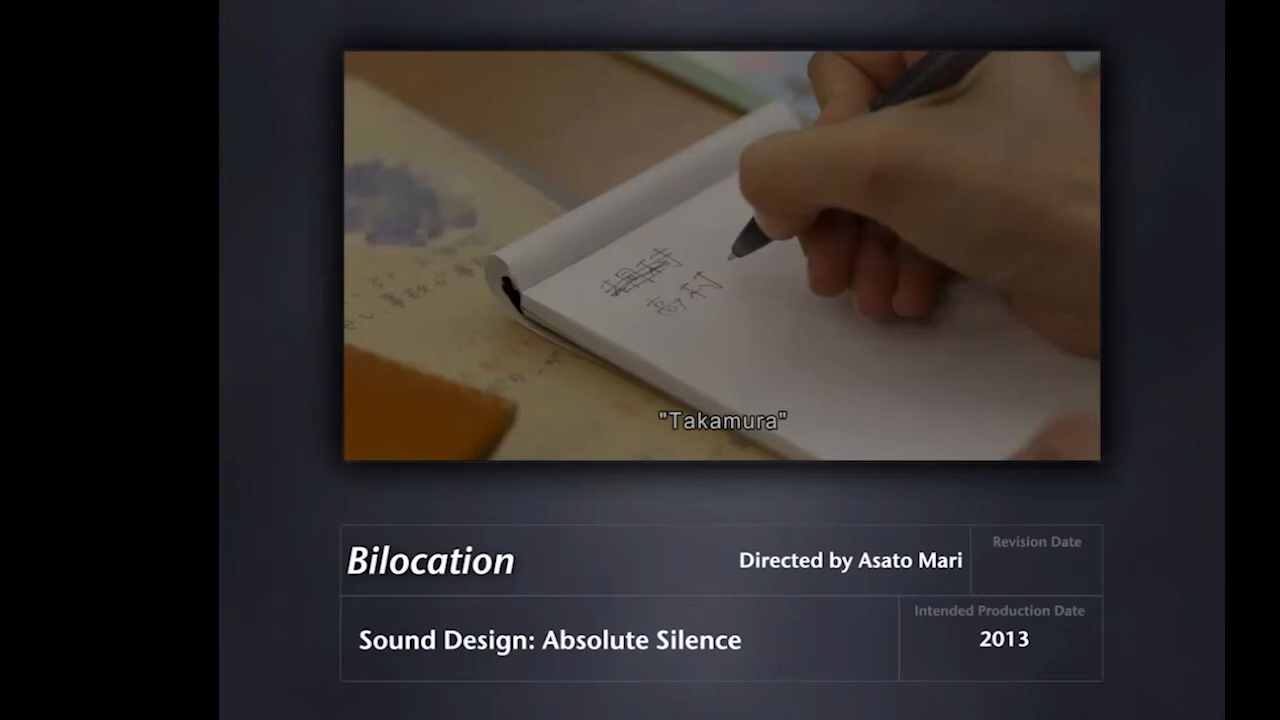 高村
"Takamura"
Bilocation
Directed by Asato Mari
Revision Date
Sound Design: Absolute Silence
Intended Production Date
2013